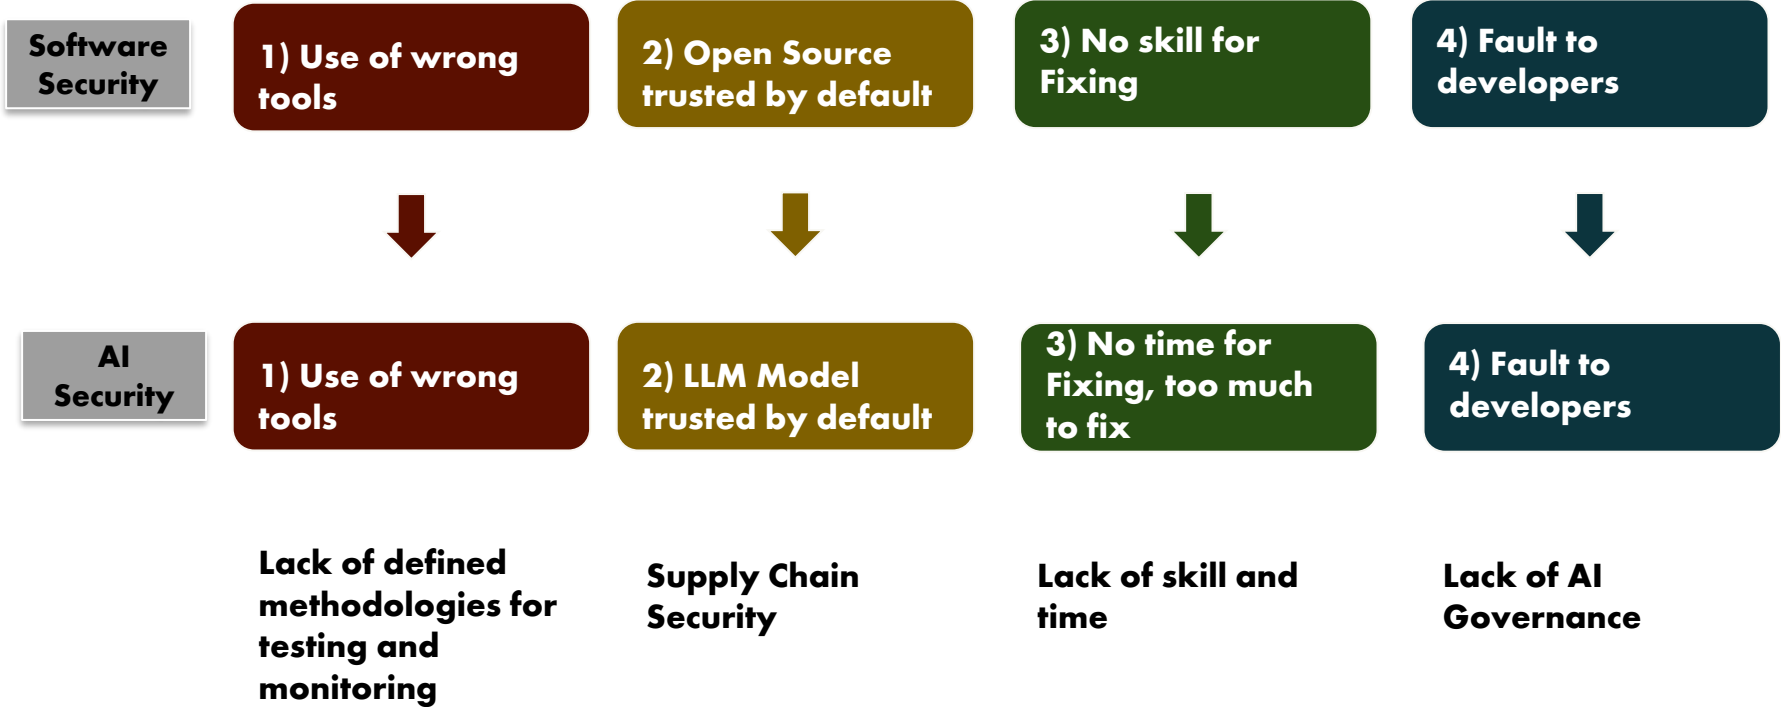 Software
Security
1) Use of wrong
tools
2) Open Source
trusted by default
3) No skill for
Fixing
4) Fault to
developers
AI
Security
1) Use of wrong
tools
2) LLM Model
trusted by default
3) No time for
Fixing, too much
to fix
4) Fault to
developers
Lack of defined
methodologies for
testing and
monitoring
Supply Chain
Security
Lack of skill and
time
Lack of AI
Governance